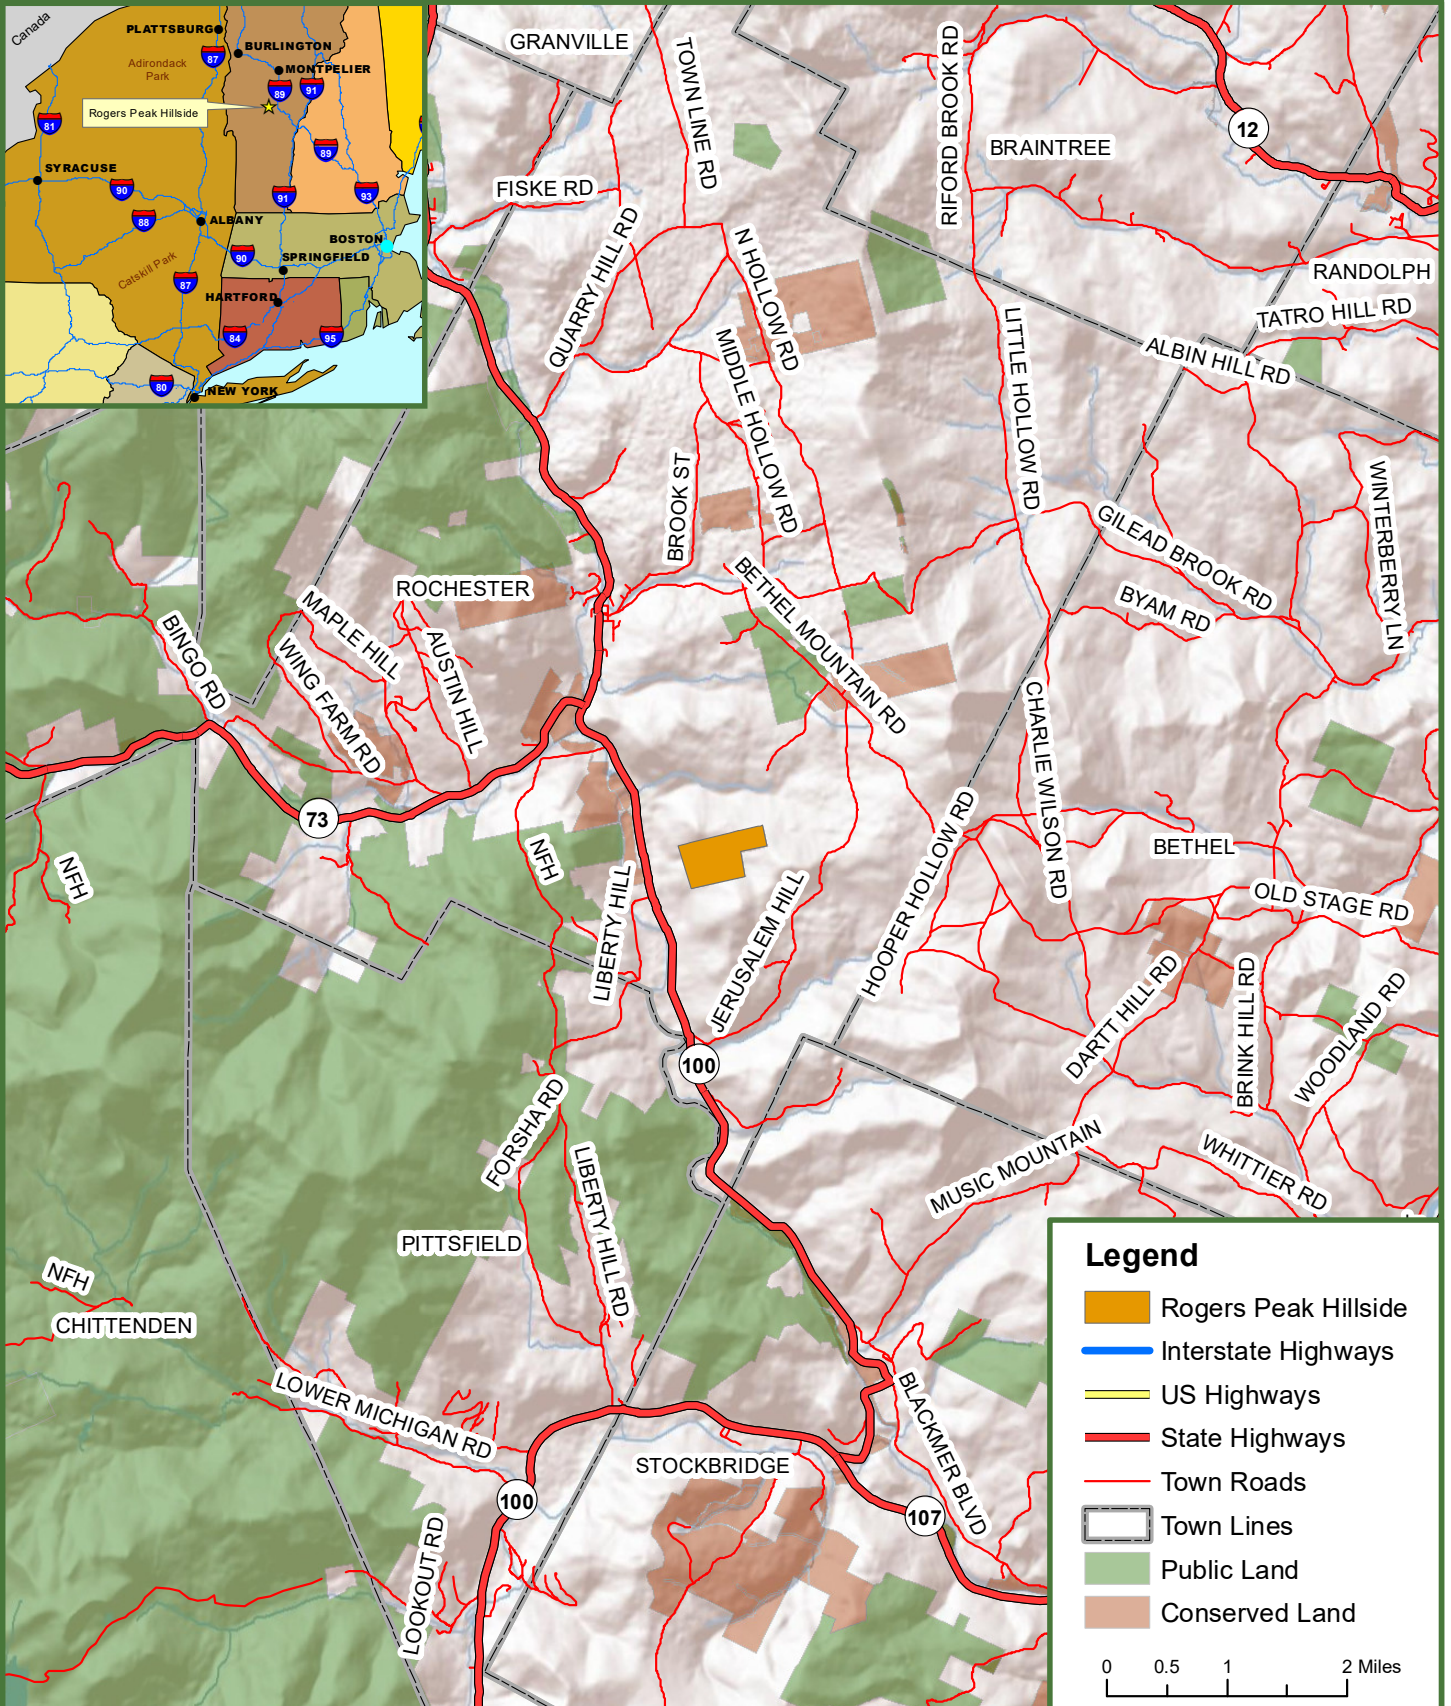 Canada
PLATTSBURG
87
BURLINGTON
Adirondack
Park
MONTPELIER
89
91
Rogers Peak Hillside
81
89
SYRACUSE
90
91
93
88
ALBANY
BOSTON
90
SPRINGFIELD
Catskill Park
87
HARTFORD
84
95
80
NEW YORK
GRANVILLE
TOWN LINE RD
RIFORD BROOK RD
12
BRAINTREE
FISKE RD
QUARRY HILL RD
N HOLLOW RD
RANDOLPH
TATRO HILL RD
ALBIN HILL RD
MIDDLE HOLLOW RD
LITTLE HOLLOW RD
BROOK ST
WINTERBERRY LN
GILEAD BROOK RD
BYAM RD
ROCHESTER
BETHEL MOUNTAIN RD
MAPLE HILL
BINGO RD
WING FARM RD
AUSTIN HILL
CHARLIE WILSON RD
73
NFH
NFH
LIBERTY HILL
JERUSALEM HILL
HOOPER HOLLOW RD
BETHEL
OLD STAGE RD
DARTT HILL RD
BRINK HILL RD
WOODLAND RD
100
FORSHA RD
LIBERTY HILL RD
MUSIC MOUNTAIN
WHITTIER RD
PITTSFIELD
NFH
CHITTENDEN
LOWER MICHIGAN RD
BLACKMER BLVD
STOCKBRIDGE
100
107
LOOKOUT RD
Legend
Rogers Peak Hillside
Interstate Highways
US Highways
State Highways
Town Roads
Town Lines
Public Land
Conserved Land
0 0.5 1 2 Miles